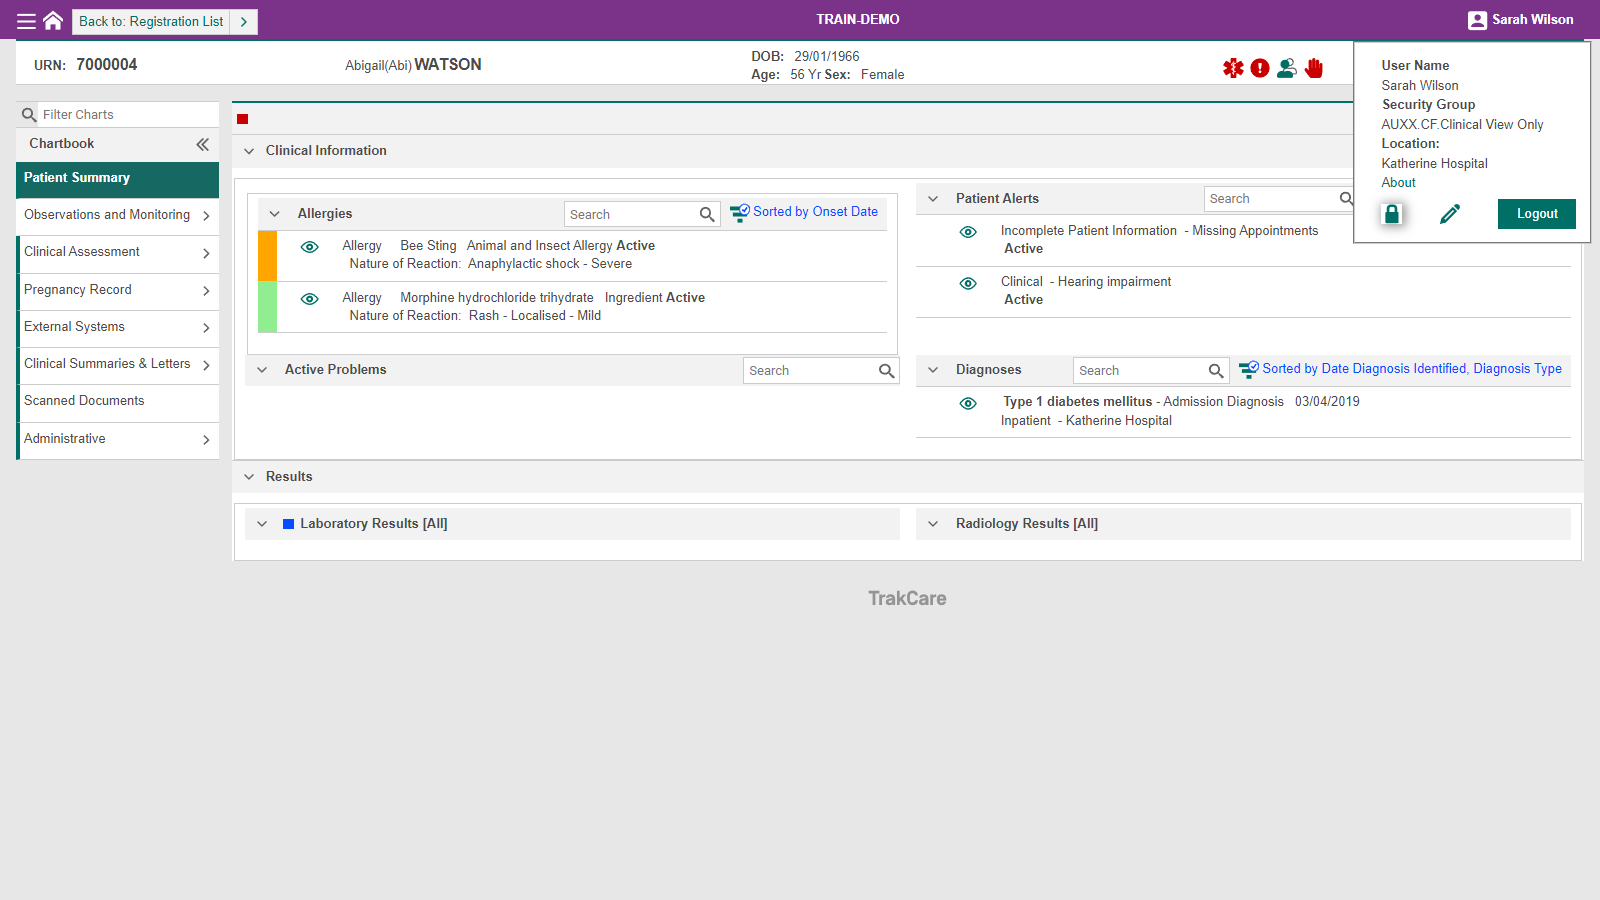 Back to: Registration List
TRAIN-DEMO
Sarah Wilson
URN: 7000004
Abigail(Abi) WATSON
DOB: 29/01/1966
Age: 56 Yr Sex: Female
User Name
Sarah Wilson
Security Group
AUXX.CF.Clinical View Only
Location:
Katherine Hospital
About
Logout
Filter Charts
Chartbook
Patient Summary
Observations and Monitoring
Clinical Assessment
Pregnancy Record
External Systems
Clinical Summaries & Letters
Scanned Documents
Administrative
Clinical Information
Allergies
Search
Sorted by Onset Date
Allergy Bee Sting Animal and Insect Allergy Active
Nature of Reaction: Anaphylactic shock - Severe
Allergy Morphine hydrochloride trihydrate Ingredient Active
Nature of Reaction: Rash - Localised - Mild
Patient Alerts
Search
Incomplete Patient Information - Missing Appointments
Active
Clinical - Hearing impairment
Active
Active Problems
Search
Diagnoses
Search
Sorted by Date Diagnosis Identified, Diagnosis Type
Type 1 diabetes mellitus - Admission Diagnosis 03/04/2019
Inpatient - Katherine Hospital
Results
Laboratory Results [All]
Radiology Results [All]
TrakCare